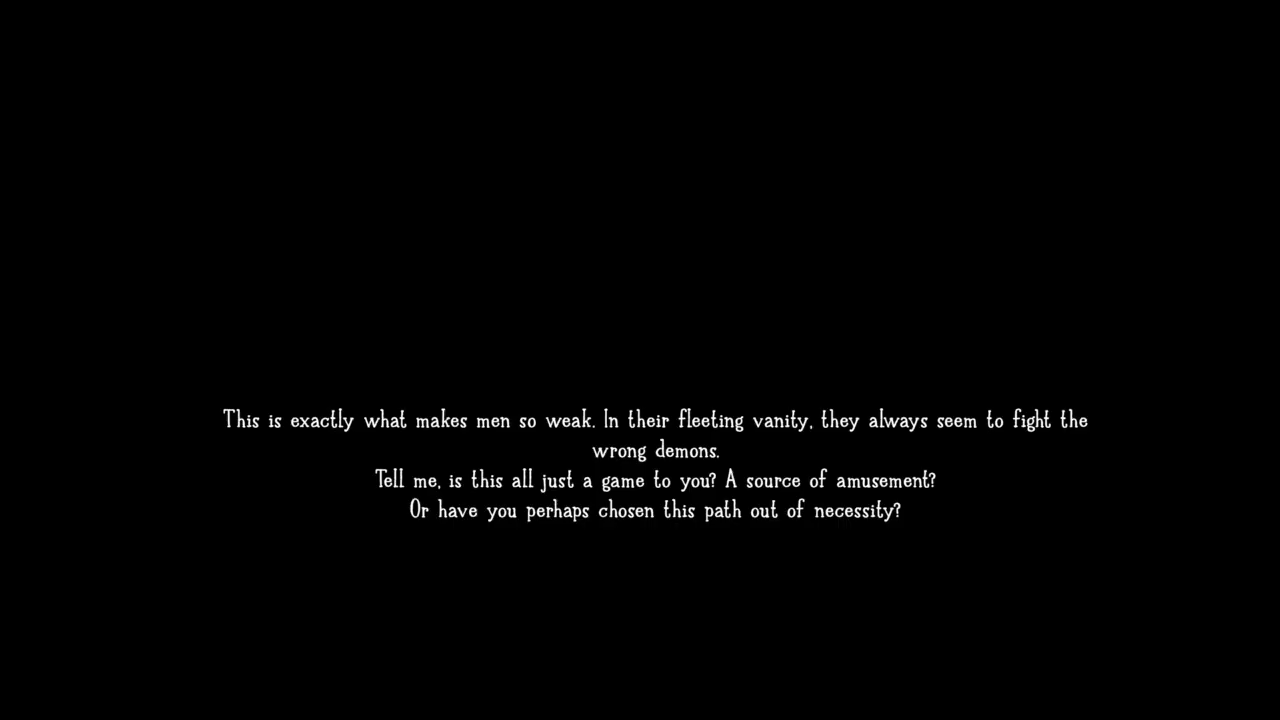 This is exactly what makes men so weak. In their fleeting vanity, they always seem to fight the
wrong demons.
Tell me, is this all just a game to you? A source of amusement?
Or have you perhaps chosen this path out of necessity?